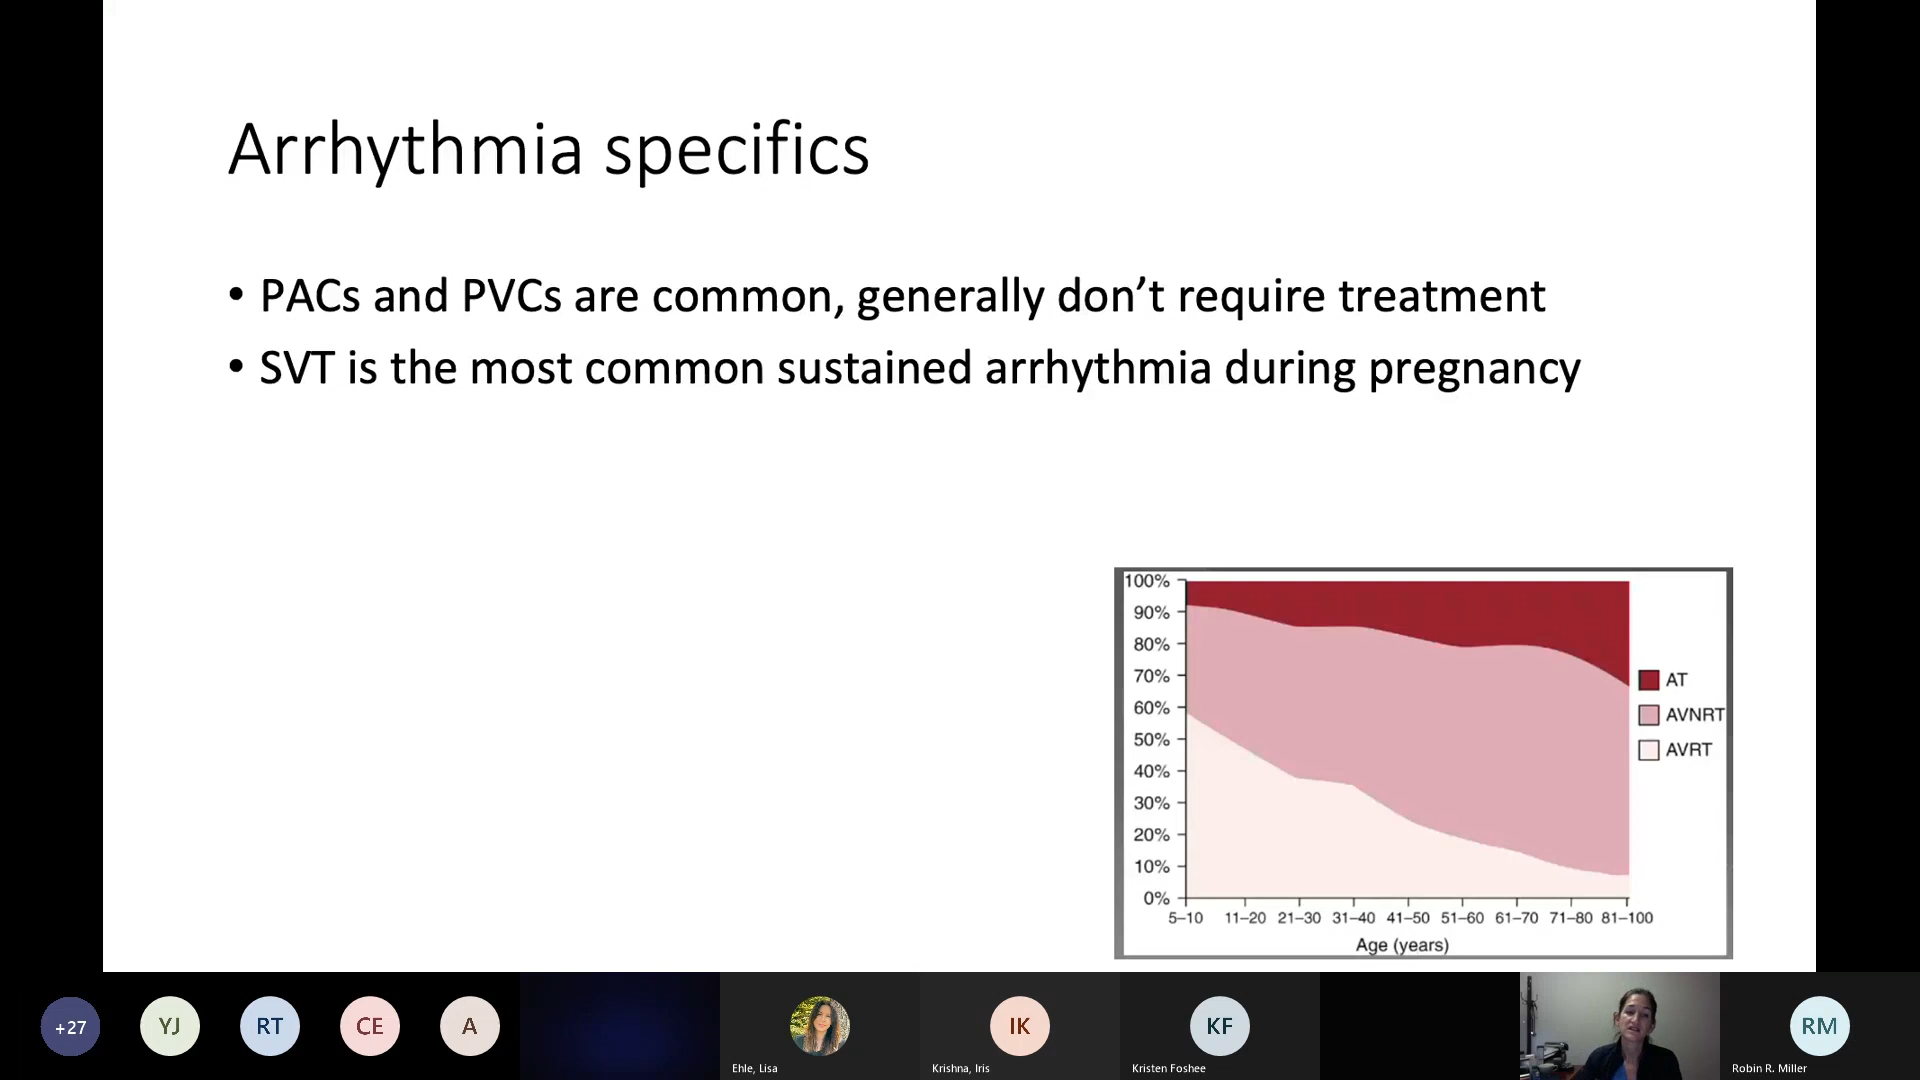 Arrhythmia specifics
• PACs and PVCs are common, generally don’t require treatment
• SVT is the most common sustained arrhythmia during pregnancy
100%
90%
80%
70%
60%
50%
40%
30%
20%
10%
0%
5–10 11–20 21–30 31–40 41–50 51–60 61–70 71–80 81–100
Age (years)
AT
AVNRT
AVRT
+27 YJ RT CE A IK KF RM
Ehle, Lisa Krishna, Iris Kristen Foshee Robin R. Miller